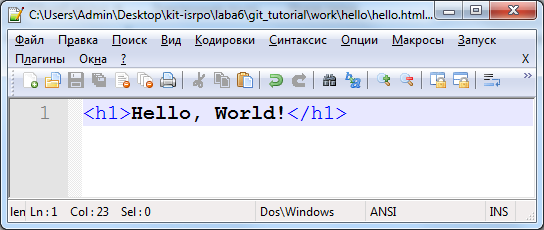 C:\Users\Admin\Desktop\kit-isrpo\laba6\git_tutorial\work\hello\hello.html...
Файл Правка Поиск Вид Кодировки Синтаксис Опции Макросы Запуск
Плагины Окна ? X
1 <h1>Hello, World!</h1>
len Ln : 1 Col : 23 Sel : 0 Dos\Windows ANSI INS